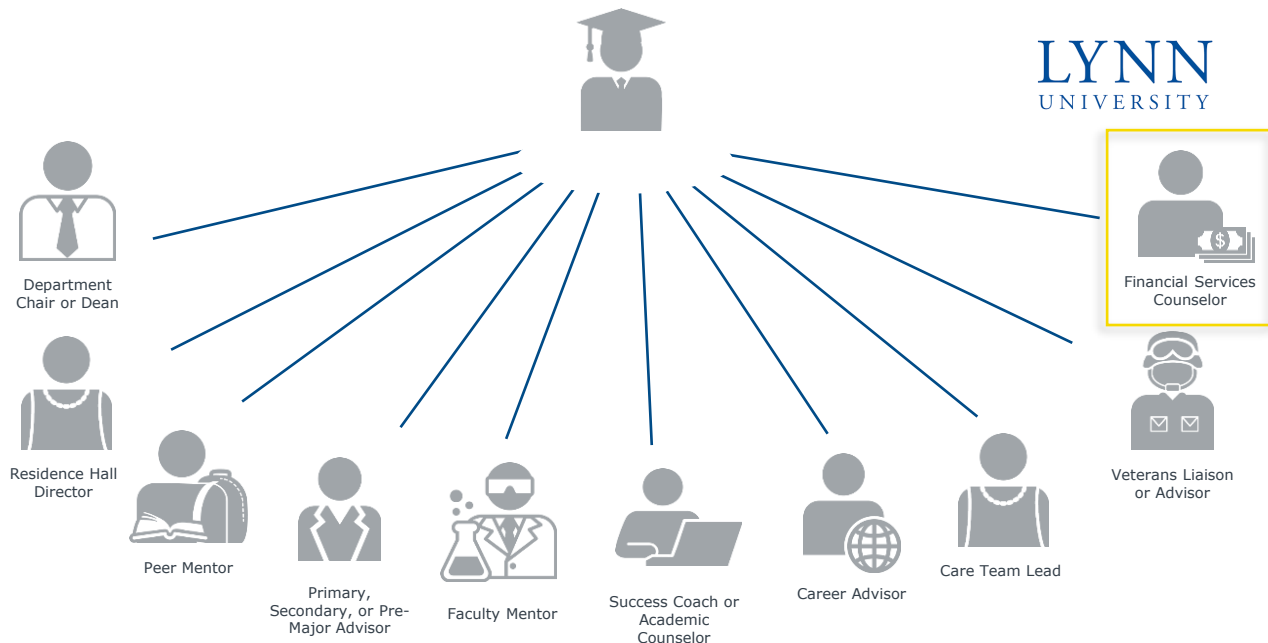 LYNN
UNIVERSITY
$
Financial Services
Counselor
Department
Chair or Dean
Residence Hall
Director
Veterans Liaison
or Advisor
Peer Mentor
Primary,
Secondary, or Pre-
Major Advisor
Faculty Mentor
Success Coach or
Academic
Counselor
Career Advisor
Care Team Lead